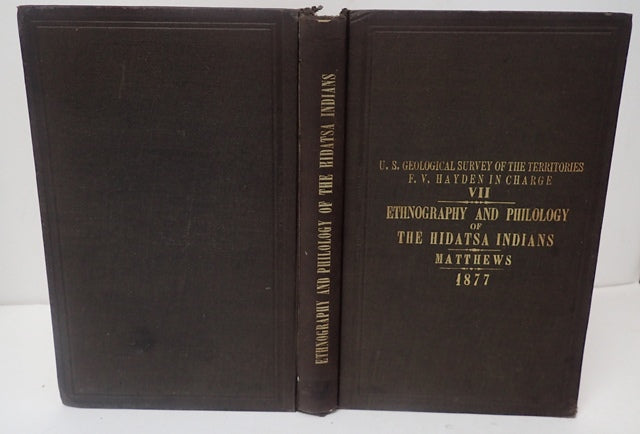 ETHNOGRAPHY AND PHILOLOGY OF THE HIDATSA INDIANS
U. S. GEOLOGICAL SURVEY OF THE TERRITORIES
F. V. HAYDEN IN CHARGE
VII
ETHNOGRAPHY AND PHILOLOGY
OF
THE HIDATSA INDIANS
MATTHEWS
1877